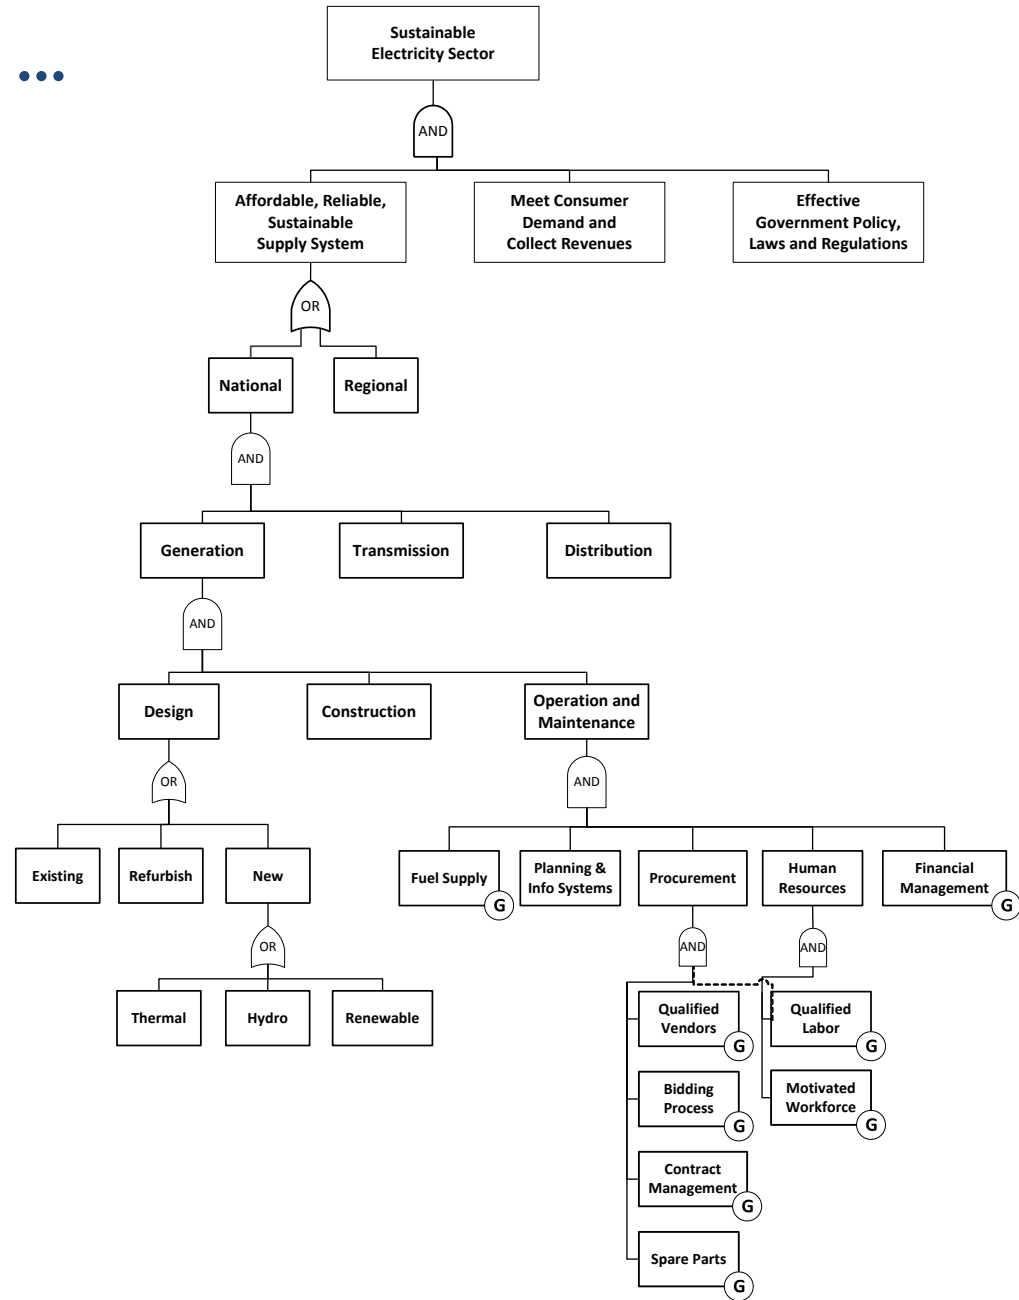 Sustainable
Electricity Sector
AND
Affordable, Reliable,
Sustainable
Supply System
Meet Consumer
Demand and
Collect Revenues
Effective
Government Policy,
Laws and Regulations
OR
National
Regional
AND
Generation
Transmission
Distribution
AND
Design
Construction
Operation and
Maintenance
OR
AND
Existing
Refurbish
New
Fuel Supply
G
Planning &
Info Systems
Procurement
Human
Resources
Financial
Management
G
OR
AND
AND
Thermal
Hydro
Renewable
Qualified
Vendors
G
Qualified
Labor
G
Bidding
Process
G
Motivated
Workforce
G
Contract
Management
G
Spare Parts
G